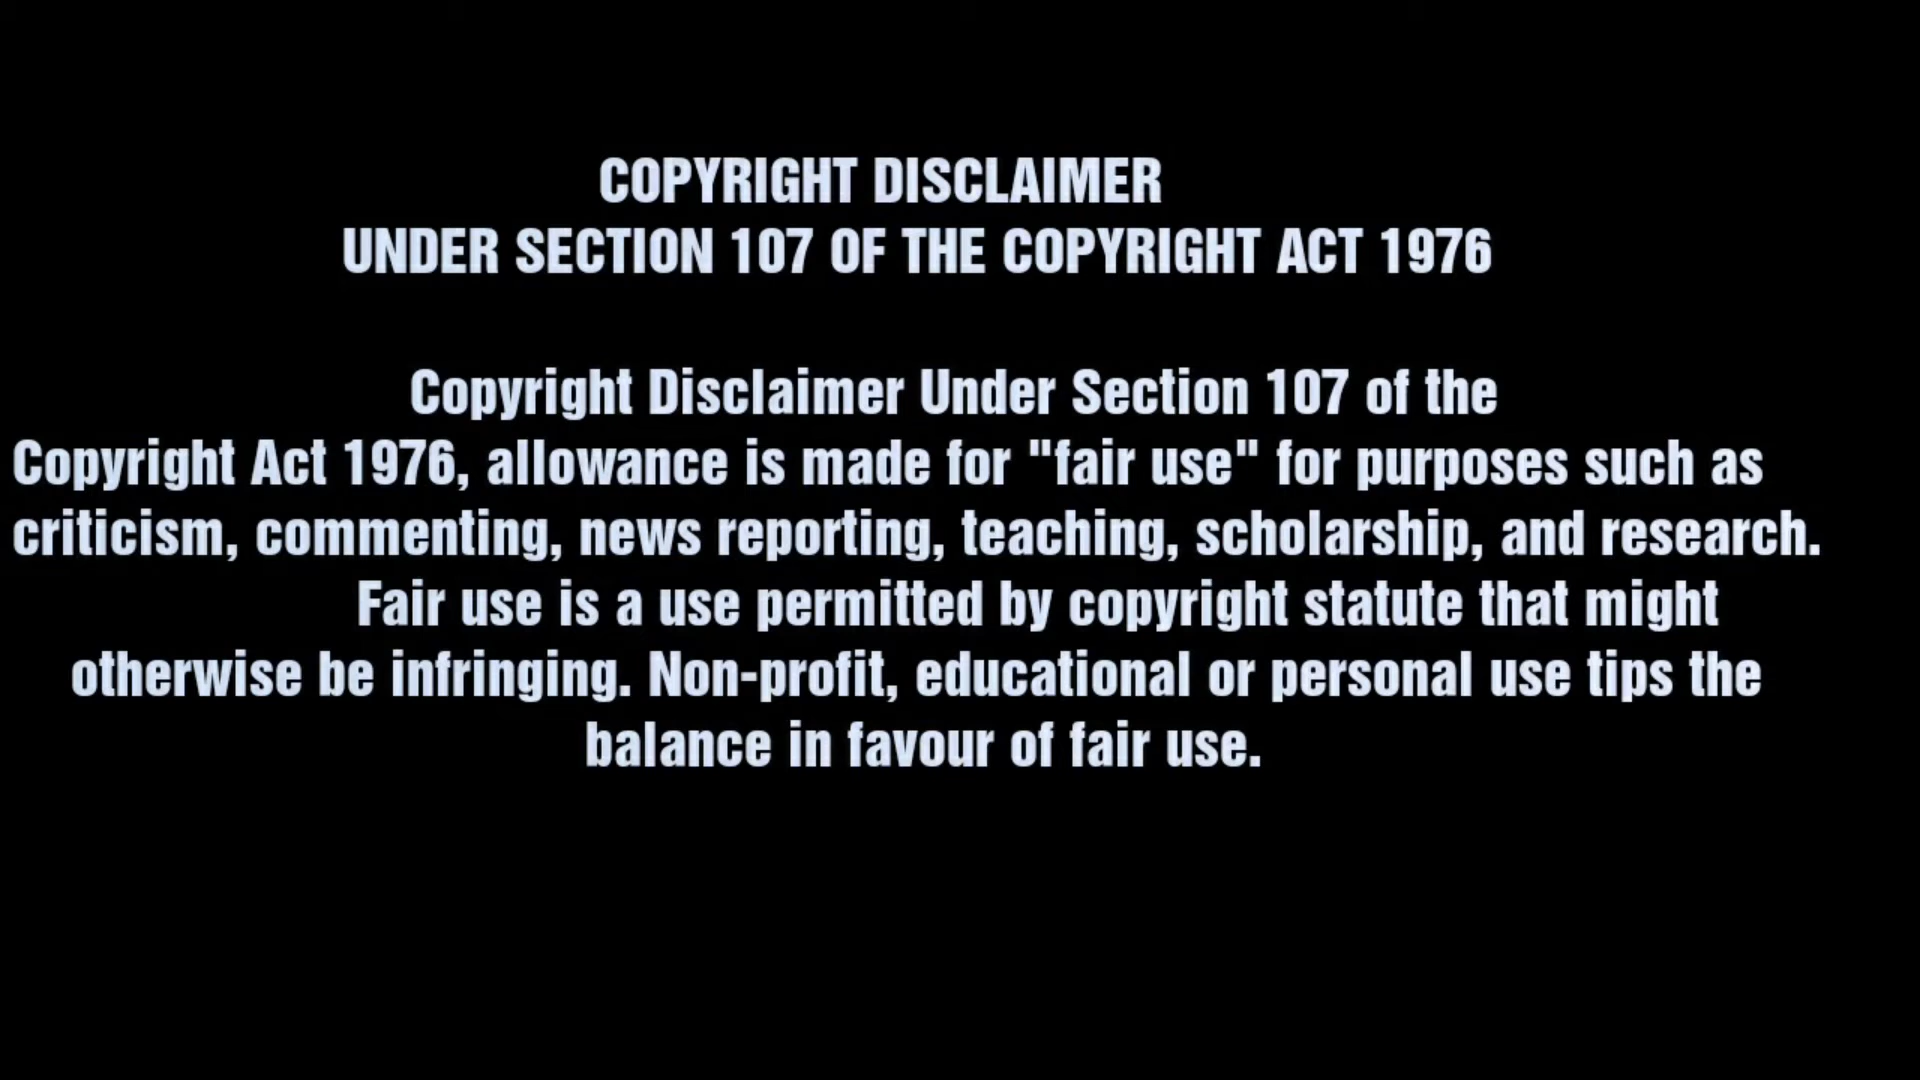 COPYRIGHT DISCLAIMER
UNDER SECTION 107 OF THE COPYRIGHT ACT 1976
Copyright Disclaimer Under Section 107 of the
Copyright Act 1976, allowance is made for "fair use" for purposes such as
criticism, commenting, news reporting, teaching, scholarship, and research.
Fair use is a use permitted by copyright statute that might
otherwise be infringing. Non-profit, educational or personal use tips the
balance in favour of fair use.